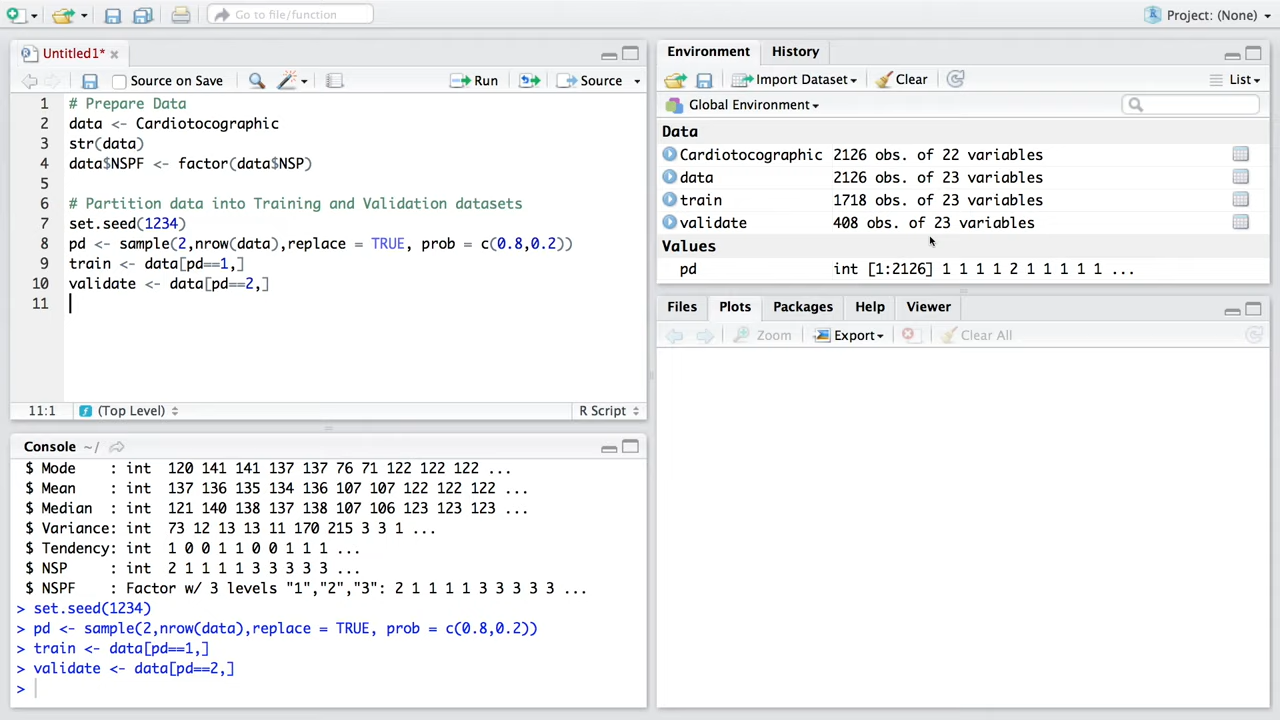 Go to file/function
Project: (None)
Untitled1*
Source on Save
Run
Source
1 # Prepare Data
2 data <- Cardiotocographic
3 str(data)
4 data$NSPF <- factor(data$NSP)
5
6 # Partition data into Training and Validation datasets
7 set.seed(1234)
8 pd <- sample(2,nrow(data),replace = TRUE, prob = c(0.8,0.2))
9 train <- data[pd==1,]
10 validate <- data[pd==2,]
11
11:1 (Top Level) R Script
Console ~/
$ Mode : int 120 141 141 137 137 76 71 122 122 122 ...
$ Mean : int 137 136 135 134 136 107 107 122 122 122 ...
$ Median : int 121 140 138 137 138 107 106 123 123 123 ...
$ Variance: int 73 12 13 13 11 170 215 3 3 1 ...
$ Tendency: int 1 0 0 1 1 0 0 1 1 1 ...
$ NSP : int 2 1 1 1 1 3 3 3 3 3 ...
$ NSPF : Factor w/ 3 levels "1","2","3": 2 1 1 1 1 3 3 3 3 3 ...
> set.seed(1234)
> pd <- sample(2,nrow(data),replace = TRUE, prob = c(0.8,0.2))
> train <- data[pd==1,]
> validate <- data[pd==2,]
>
Environment History
Import Dataset Clear List
Global Environment
Data
Cardiotocographic 2126 obs. of 22 variables
data 2126 obs. of 23 variables
train 1718 obs. of 23 variables
validate 408 obs. of 23 variables
Values
pd int [1:2126] 1 1 1 1 2 1 1 1 1 1 ...
Files Plots Packages Help Viewer
Zoom Export Clear All